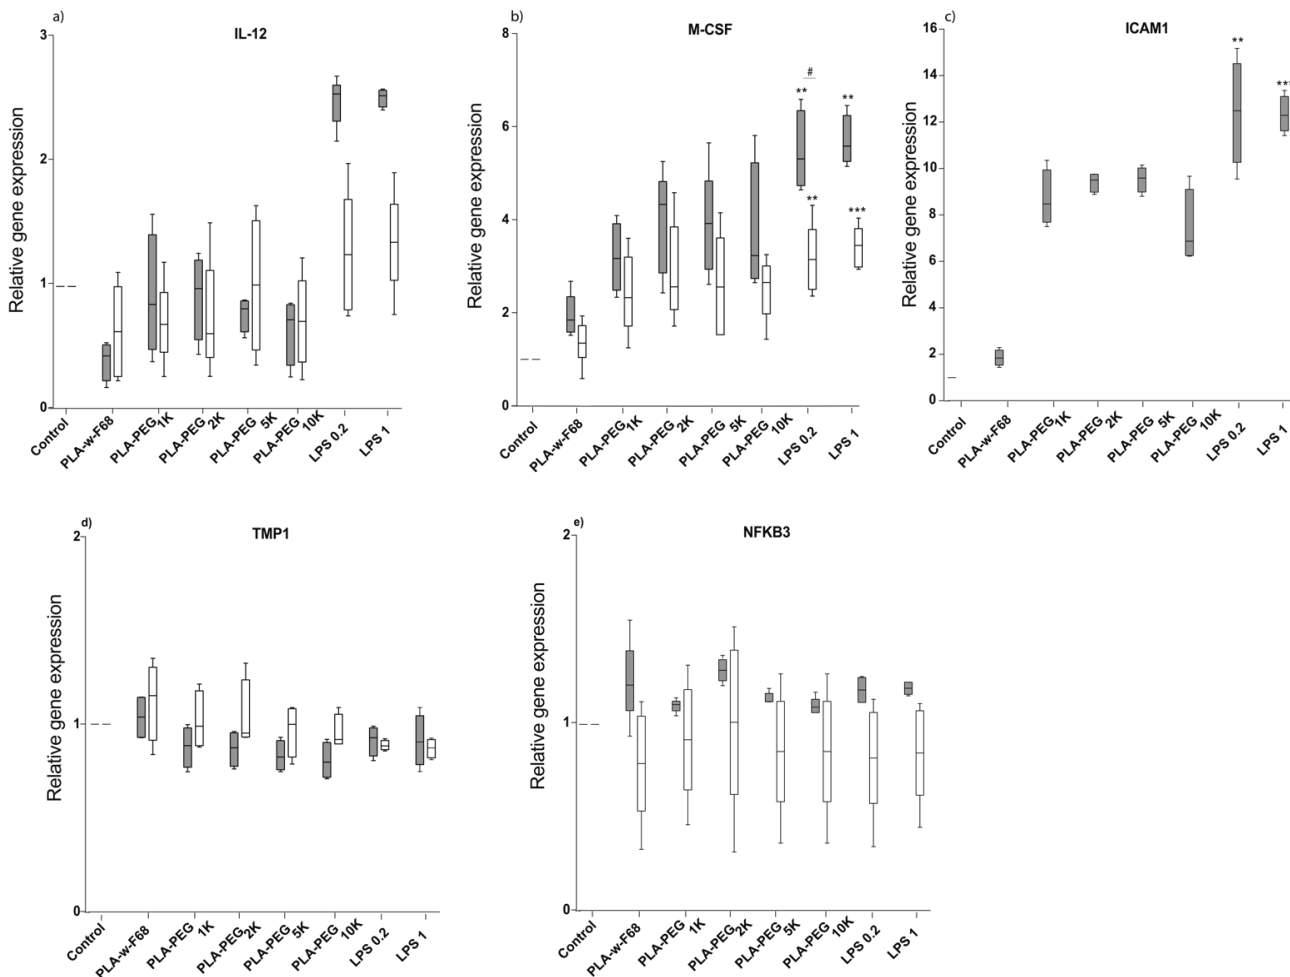 a)
IL-12
3
2
1
0
Relative gene expression
Control
PLA-w-F68
PLA-PEG 1K
PLA-PEG 2K
PLA-PEG 5K
PLA-PEG 10K
LPS 0.2
LPS 1
b)
M-CSF
8
6
4
2
0
Relative gene expression
#
**
**
**
***
Control
PLA-w-F68
PLA-PEG 1K
PLA-PEG 2K
PLA-PEG 5K
PLA-PEG 10K
LPS 0.2
LPS 1
c)
ICAM1
16
14
12
10
8
6
4
2
0
Relative gene expression
**
***
Control
PLA-w-F68
PLA-PEG 1K
PLA-PEG 2K
PLA-PEG 5K
PLA-PEG 10K
LPS 0.2
LPS 1
d)
TMP1
2
1
0
Relative gene expression
Control
PLA-w-F68
PLA-PEG 1K
PLA-PEG 2K
PLA-PEG 5K
PLA-PEG 10K
LPS 0.2
LPS 1
e)
NFKB3
2
1
0
Relative gene expression
Control
PLA-w-F68
PLA-PEG 1K
PLA-PEG 2K
PLA-PEG 5K
PLA-PEG 10K
LPS 0.2
LPS 1